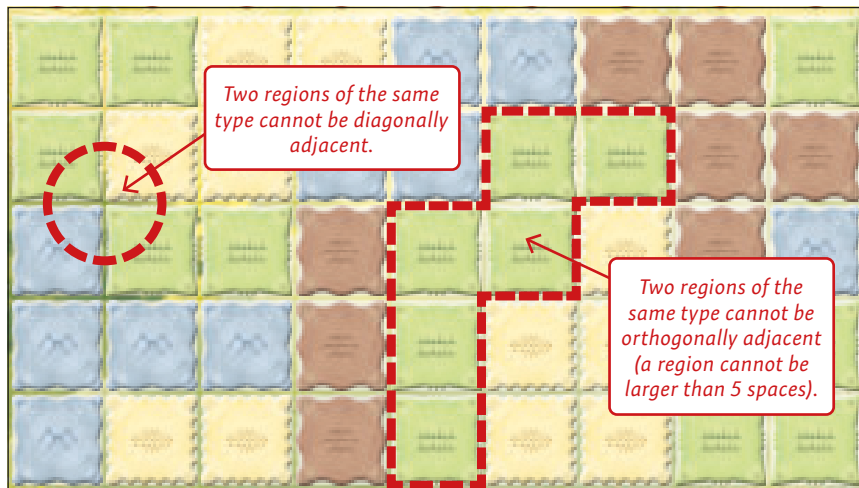 Two regions of the same
type cannot be diagonally
adjacent.
Two regions of the
same type cannot be
orthogonally adjacent
(a region cannot be
larger than 5 spaces).